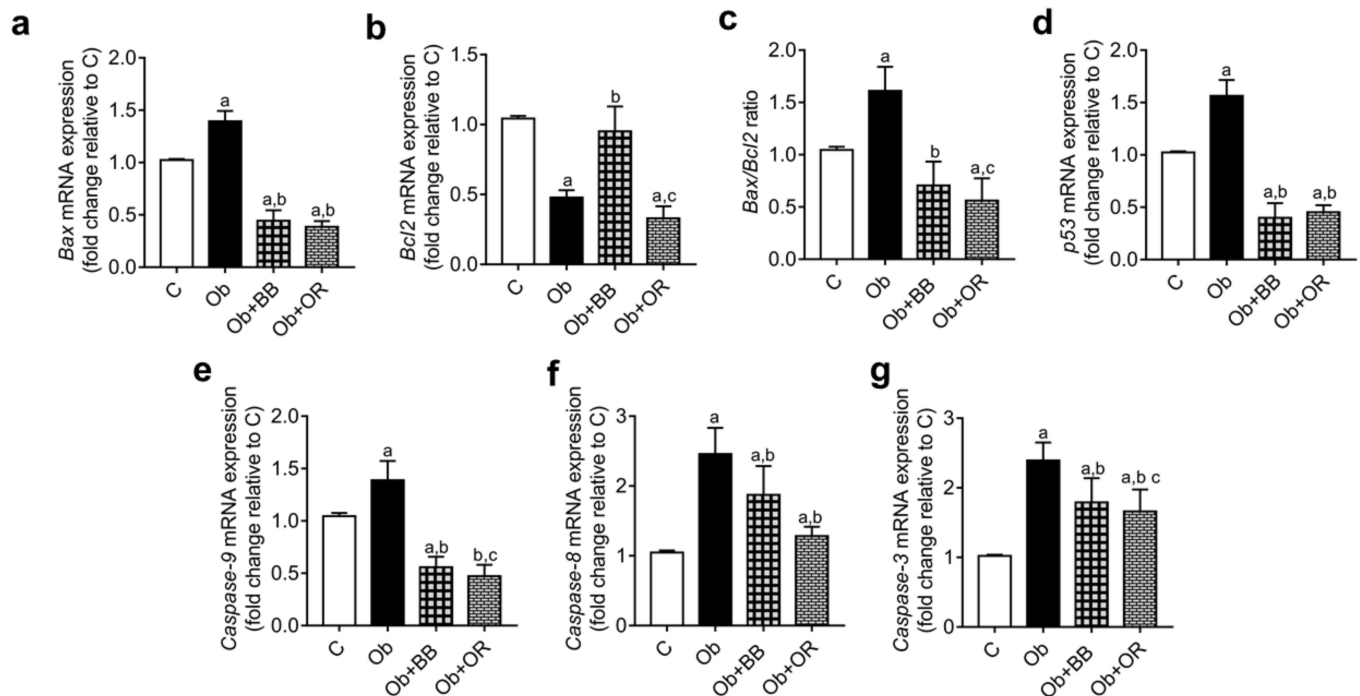 a
Bax mRNA expression
(fold change relative to C)
2.0
1.5
1.0
0.5
0.0
a
a,b
a,b
C
Ob
Ob+BB
Ob+OR
b
Bcl2 mRNA expression
(fold change relative to C)
1.5
1.0
0.5
0.0
a
b
a,c
C
Ob
Ob+BB
Ob+OR
c
Bax/Bcl2 ratio
2.0
1.5
1.0
0.5
0.0
a
b
a,c
C
Ob
Ob+BB
Ob+OR
d
p53 mRNA expression
(fold change relative to C)
2.0
1.5
1.0
0.5
0.0
a
a,b
a,b
C
Ob
Ob+BB
Ob+OR
e
Caspase-9 mRNA expression
(fold change relative to C)
2.0
1.5
1.0
0.5
0.0
a
a,b
b,c
C
Ob
Ob+BB
Ob+OR
f
Caspase-8 mRNA expression
(fold change relative to C)
3
2
1
0
a
a,b
a,b
C
Ob
Ob+BB
Ob+OR
g
Caspase-3 mRNA expression
(fold change relative to C)
3
2
1
0
a
a,b
a,b c
C
Ob
Ob+BB
Ob+OR